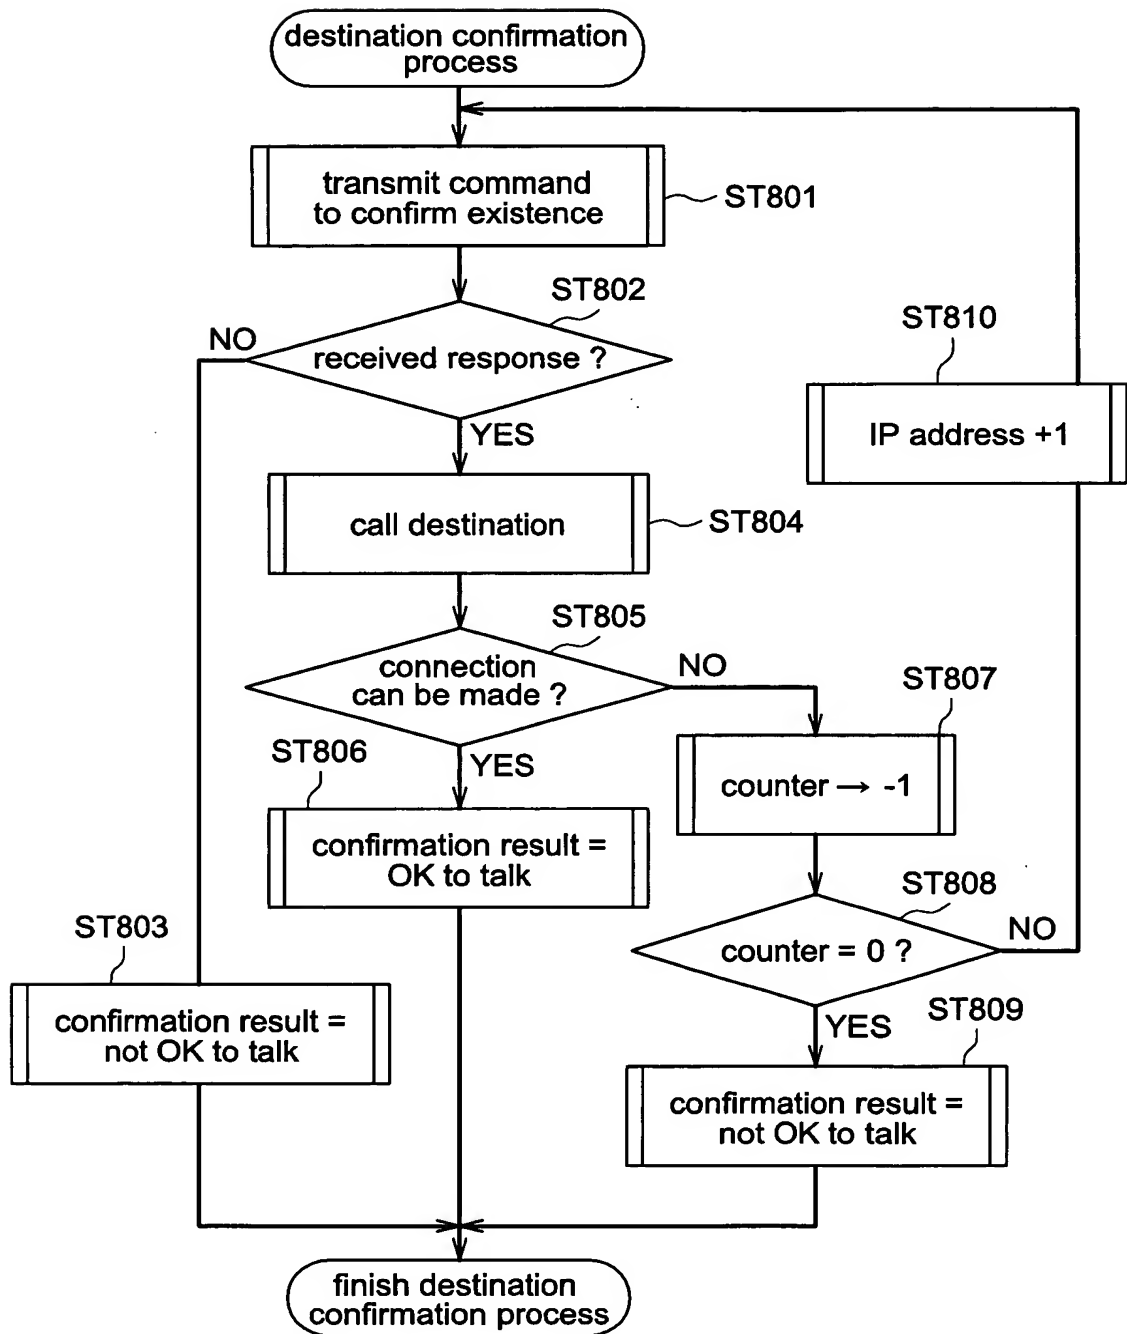 destination confirmation
process
transmit command
to confirm existence
ST801
ST802
NO
received response ?
YES
ST810
IP address +1
call destination
ST804
ST805
connection
can be made ?
NO
YES
ST807
counter → -1
ST806
confirmation result =
OK to talk
ST808
counter = 0 ?
NO
YES
ST803
confirmation result =
not OK to talk
ST809
confirmation result =
not OK to talk
finish destination
confirmation process